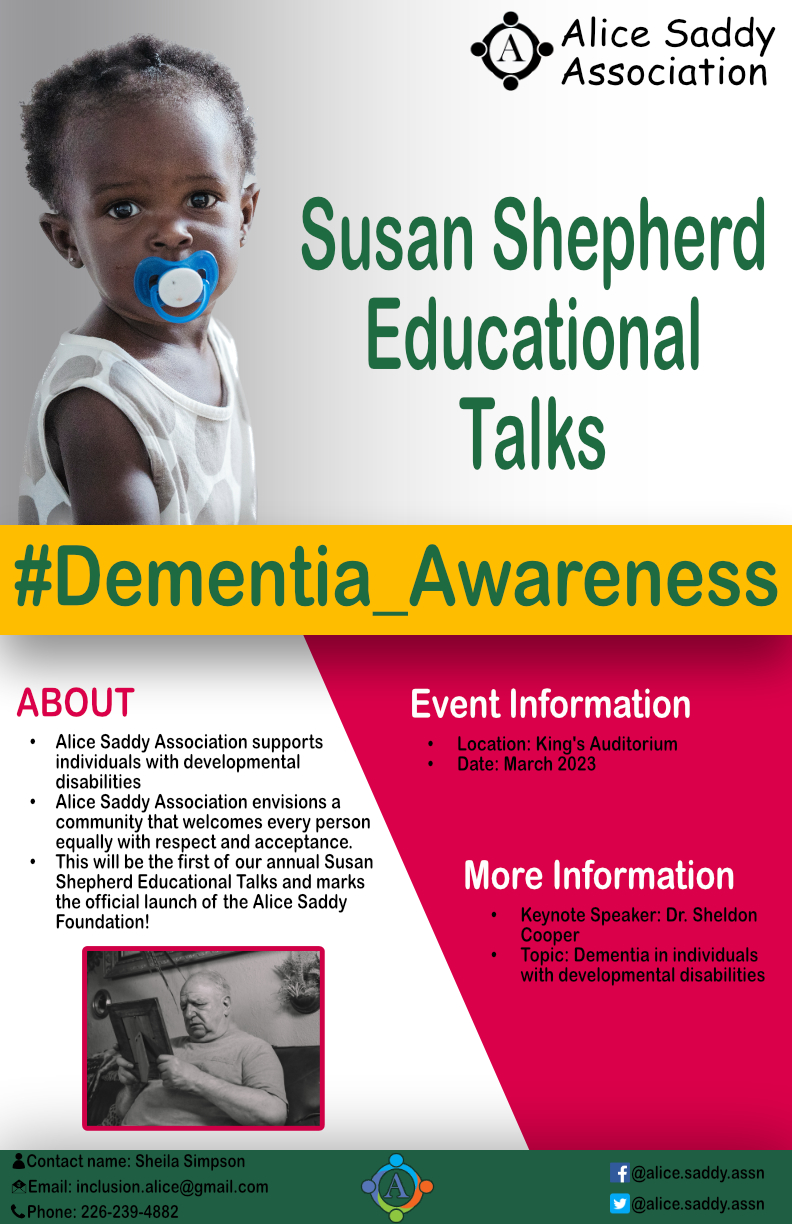 Alice Saddy
Association
A
Susan Shepherd
Educational
Talks
#Dementia_Awareness
ABOUT
• Alice Saddy Association supports
individuals with developmental
disabilities
• Alice Saddy Association envisions a
community that welcomes every person
equally with respect and acceptance.
• This will be the first of our annual Susan
Shepherd Educational Talks and marks
the official launch of the Alice Saddy
Foundation!
Event Information
• Location: King's Auditorium
• Date: March 2023
More Information
• Keynote Speaker: Dr. Sheldon
Cooper
• Topic: Dementia in individuals
with developmental disabilities
Contact name: Sheila Simpson
Email: inclusion.alice@gmail.com
Phone: 226-239-4882
A
@alice.saddy.assn
@alice.saddy.assn